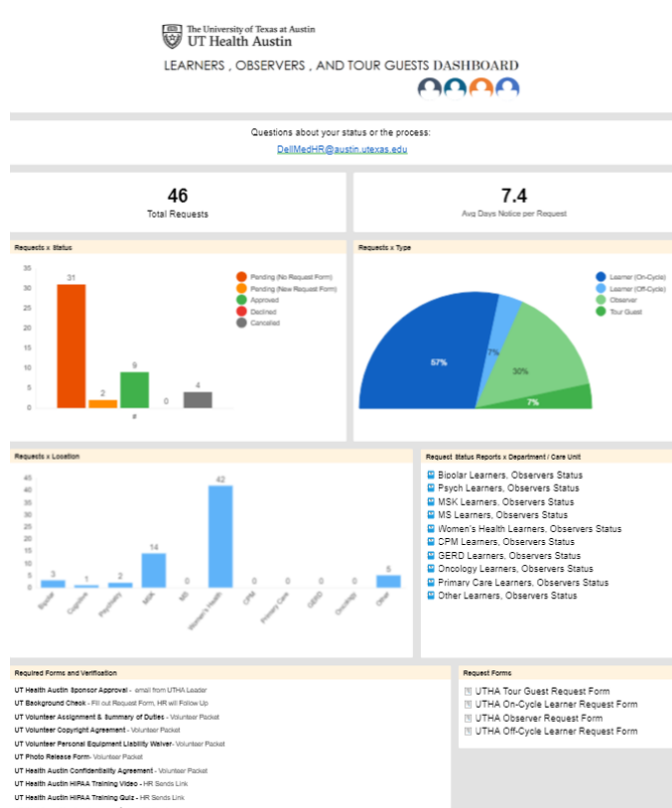 The University of Texas at Austin
UT Health Austin
LEARNERS , OBSERVERS , AND TOUR GUESTS DASHBOARD
Questions about your status or the process:
DellMedHR@austin.utexas.edu
46
Total Requests
7.4
Avg Days Notice per Request
Requests x Status
35
30
25
20
15
10
5
0
31
2
9
0
4
#
Pending (No Request Form)
Pending (New Request Form)
Approved
Declined
Cancelled
Requests x Type
57%
7%
30%
7%
Learner (On-Cycle)
Learner (Off-Cycle)
Observer
Tour Guest
Requests x Location
45
40
35
30
25
20
15
10
5
0
3
1
2
14
0
42
0
0
0
0
5
Bipolar
Cognitive
Psychiatry
MSK
MS
Women's Health
CPM
Primary Care
GERD
Oncology
Other
Request Status Reports x Department / Care Unit
Bipolar Learners, Observers Status
Psych Learners, Observers Status
MSK Learners, Observers Status
MS Learners, Observers Status
Women's Health Learners, Observers Status
CPM Learners, Observers Status
GERD Learners, Observers Status
Oncology Learners, Observers Status
Primary Care Learners, Observers Status
Other Learners, Observers Status
Required Forms and Verification
UT Health Austin Sponsor Approval - email from UTHA Leader
UT Background Check - Fill out Request Form, HR will Follow Up
UT Volunteer Assignment & Summary of Duties - Volunteer Packet
UT Volunteer Copyright Agreement - Volunteer Packet
UT Volunteer Personal Equipment Liability Waiver- Volunteer Packet
UT Photo Release Form- Volunteer Packet
UT Health Austin Confidentiality Agreement - Volunteer Packet
UT Health Austin HIPAA Training Video - HR Sends Link
UT Health Austin HIPAA Training Quiz - HR Sends Link
Request Forms
UTHA Tour Guest Request Form
UTHA On-Cycle Learner Request Form
UTHA Observer Request Form
UTHA Off-Cycle Learner Request Form